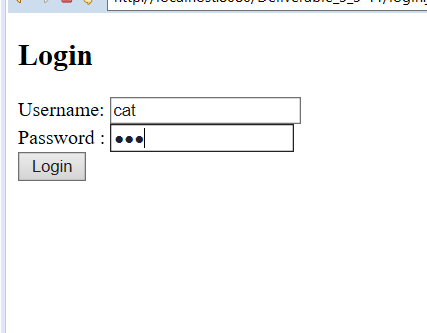 Login
Username: cat
Password : •••
Login